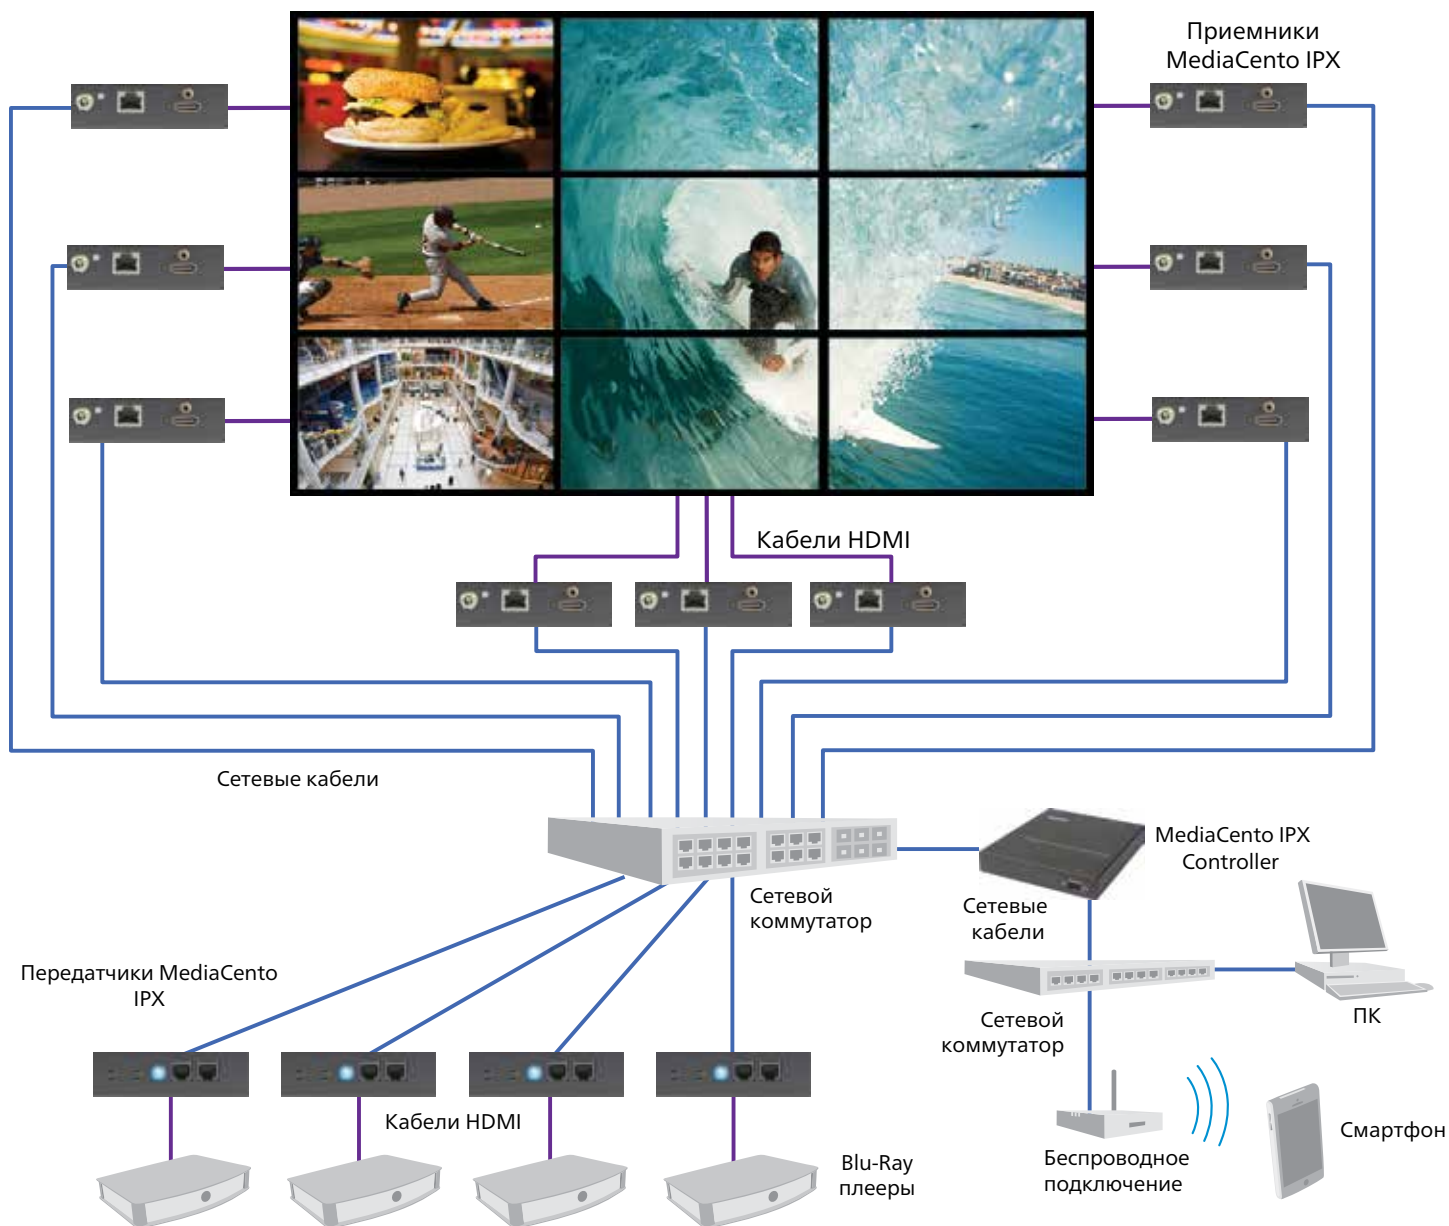 Приемники
MediaCento IPX
Кабели HDMI
Сетевые кабели
MediaCento IPX
Controller
Сетевой
коммутатор
Сетевые
кабели
Передатчики MediaCento
IPX
ПК
Сетевой
коммутатор
Кабели HDMI
Смартфон
Blu-Ray
плееры
Беспроводное
подключение